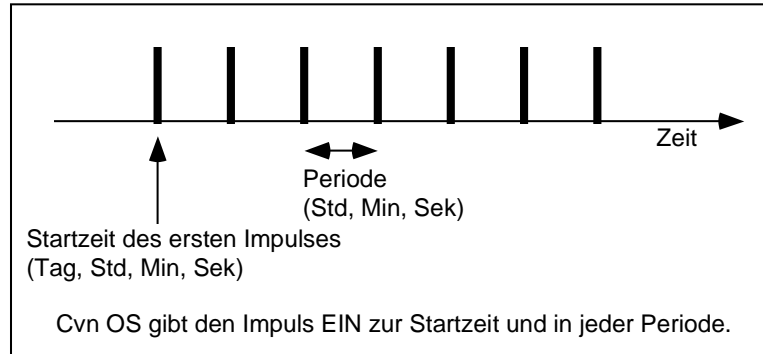 Zeit
Periode
(Std, Min, Sek)
Startzeit des ersten Impulses
(Tag, Std, Min, Sek)
Cvn OS gibt den Impuls EIN zur Startzeit und in jeder Periode.